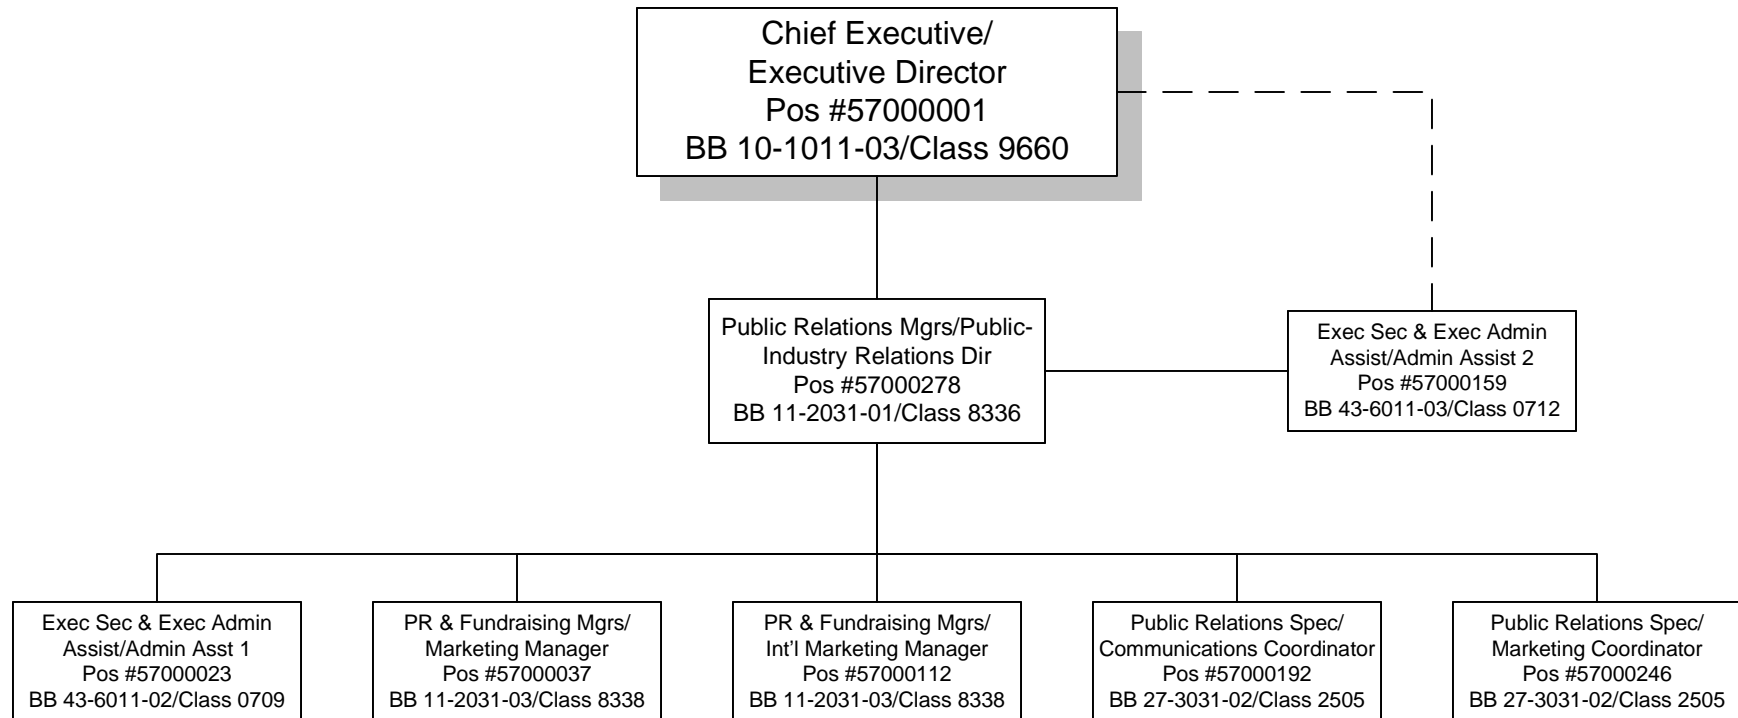 Chief Executive/
Executive Director
Pos #57000001
BB 10-1011-03/Class 9660
Public Relations Mgrs/Public-
Industry Relations Dir
Pos #57000278
BB 11-2031-01/Class 8336
Exec Sec & Exec Admin
Assist/Admin Assist 2
Pos #57000159
BB 43-6011-03/Class 0712
Exec Sec & Exec Admin
Assist/Admin Asst 1
Pos #57000023
BB 43-6011-02/Class 0709
PR & Fundraising Mgrs/
Marketing Manager
Pos #57000037
BB 11-2031-03/Class 8338
PR & Fundraising Mgrs/
Int’l Marketing Manager
Pos #57000112
BB 11-2031-03/Class 8338
Public Relations Spec/
Communications Coordinator
Pos #57000192
BB 27-3031-02/Class 2505
Public Relations Spec/
Marketing Coordinator
Pos #57000246
BB 27-3031-02/Class 2505